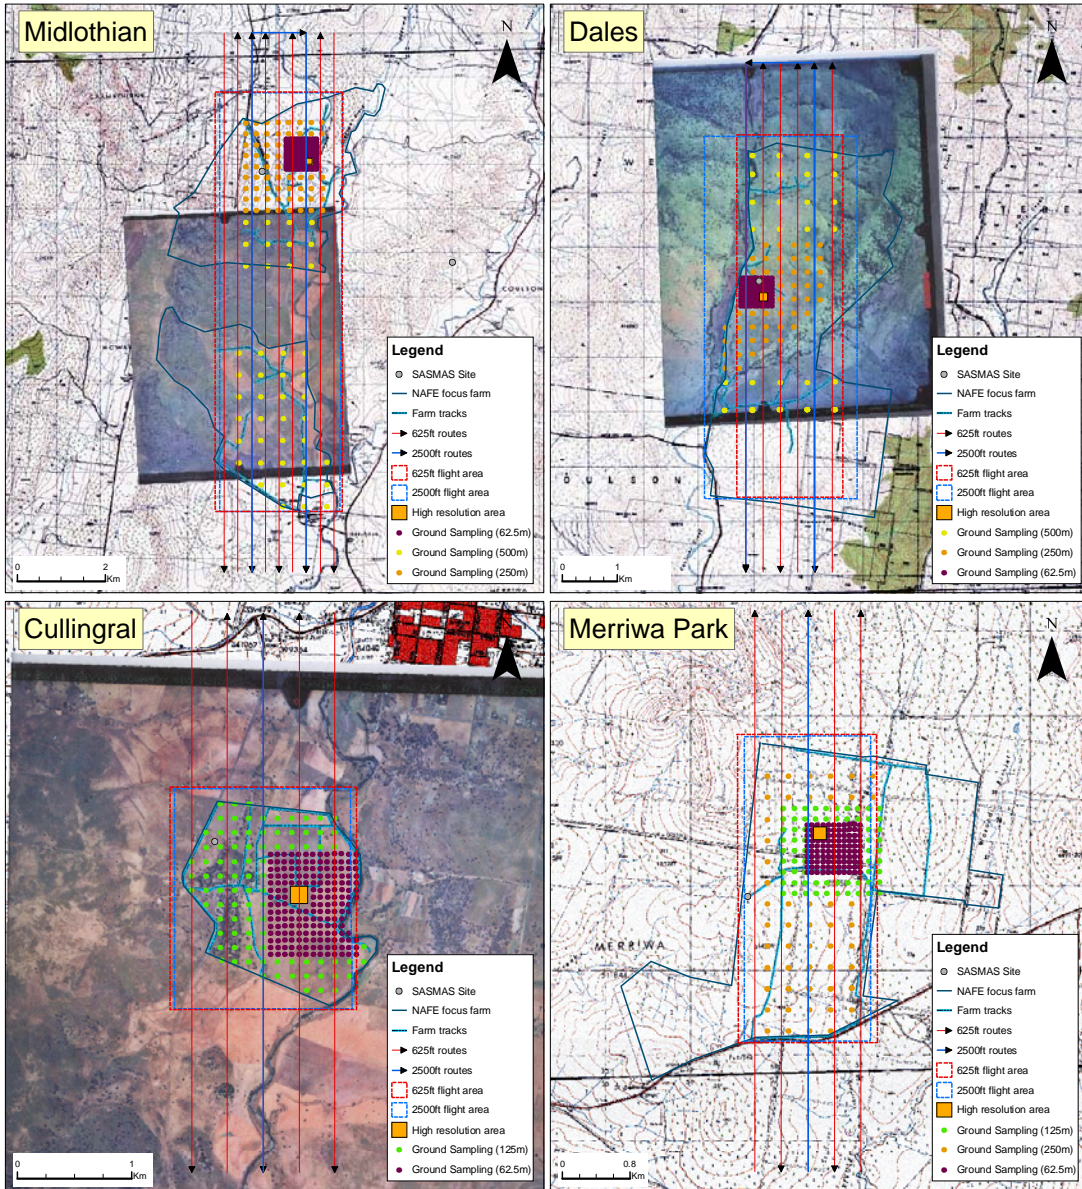 Midlothian
N
COULSON
Legend
SASMAS Site
NAFE focus farm
Farm tracks
625ft routes
2500ft routes
625ft flight area
2500ft flight area
High resolution area
Ground Sampling (62.5m)
Ground Sampling (500m)
Ground Sampling (250m)
0 2
Km
Dales
N
OULSON
Legend
SASMAS Site
NAFE focus farm
Farm tracks
625ft routes
2500ft routes
625ft flight area
2500ft flight area
High resolution area
Ground Sampling (500m)
Ground Sampling (250m)
Ground Sampling (62.5m)
0 1
Km
Cullingral
N
Legend
SASMAS Site
NAFE focus farm
Farm tracks
625ft routes
2500ft routes
625ft flight area
2500ft flight area
High resolution area
Ground Sampling (125m)
Ground Sampling (62.5m)
0 1
Km
Merriwa Park
N
MERRIWA
Legend
SASMAS Site
NAFE focus farm
Farm tracks
625ft routes
2500ft routes
625ft flight area
2500ft flight area
High resolution area
Ground Sampling (125m)
Ground Sampling (250m)
Ground Sampling (62.5m)
0 0.8
Km